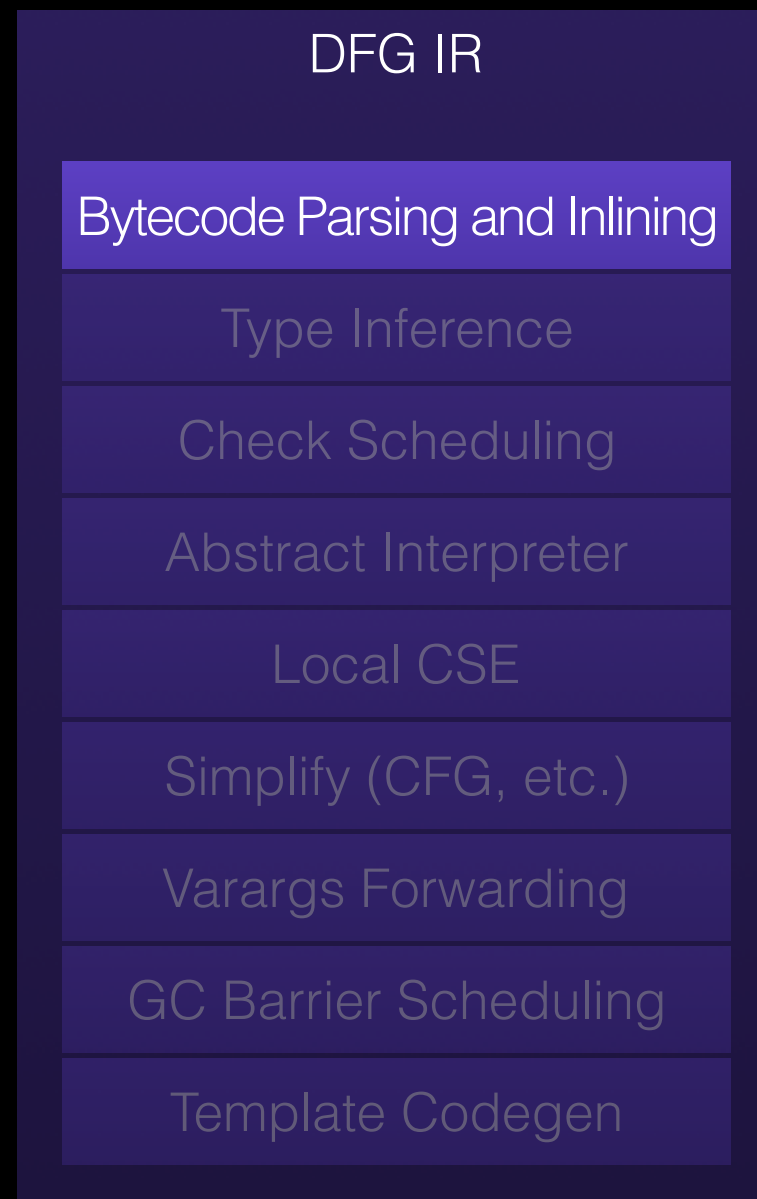 DFG IR
Bytecode Parsing and Inlining
Type Inference
Check Scheduling
Abstract Interpreter
Local CSE
Simplify (CFG, etc.)
Varargs Forwarding
GC Barrier Scheduling
Template Codegen